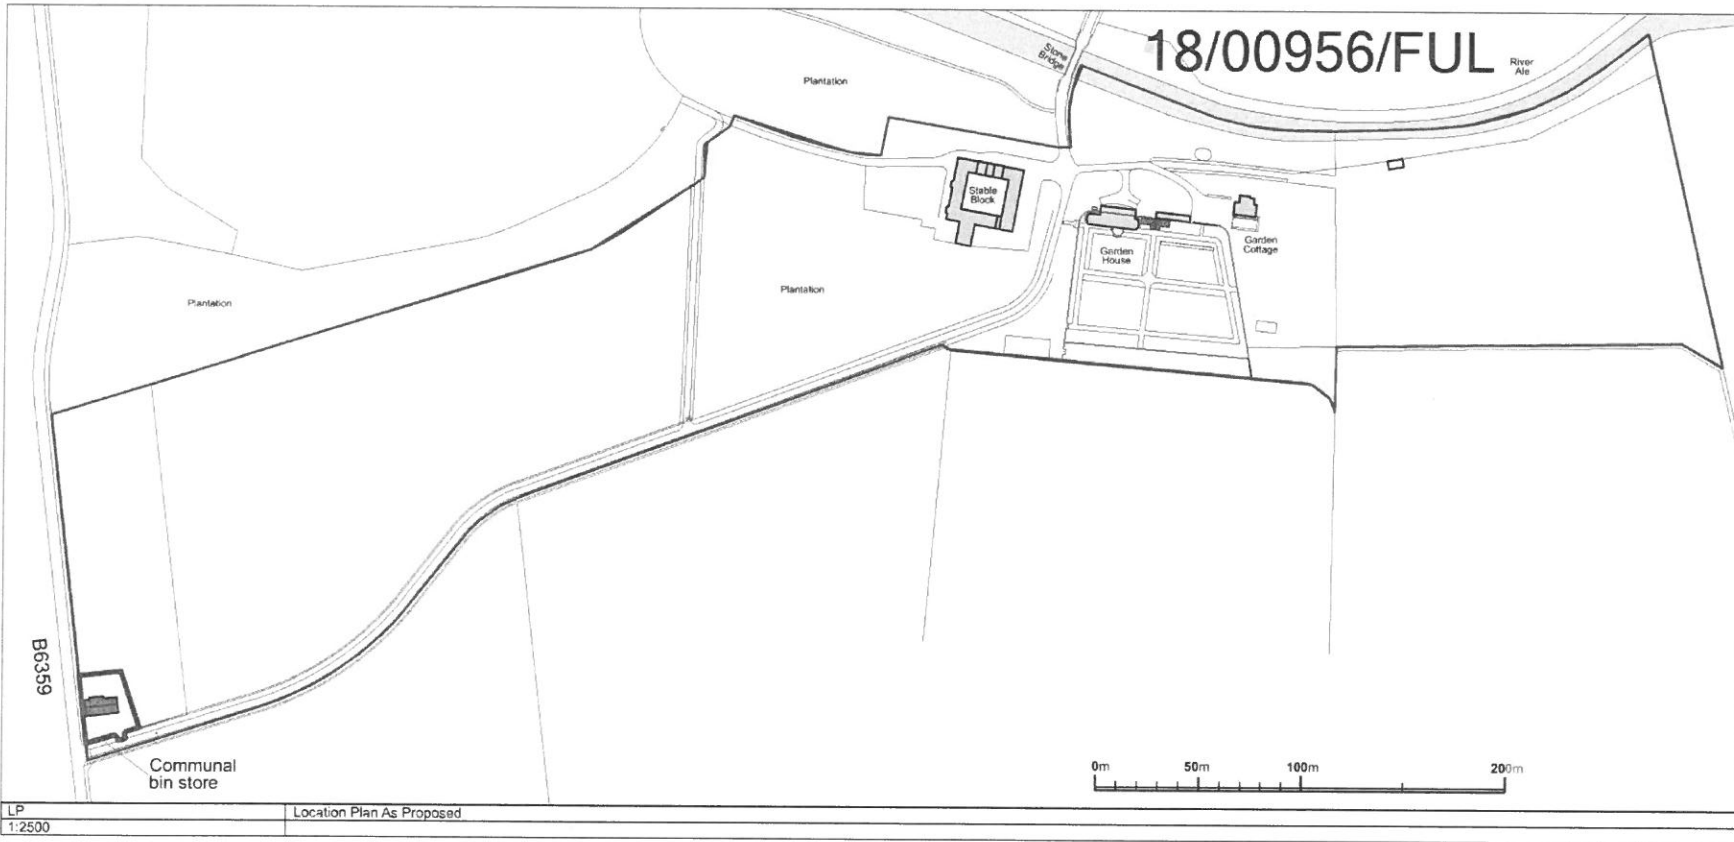 18/00956/FUL
Stone
Bridge
River
Ale
Plantation
Stable
Block
Garden
House
Garden
Cottage
Plantation
Plantation
B6359
Communal
bin store
0m 50m 100m 200m
LP Location Plan As Proposed
1:2500